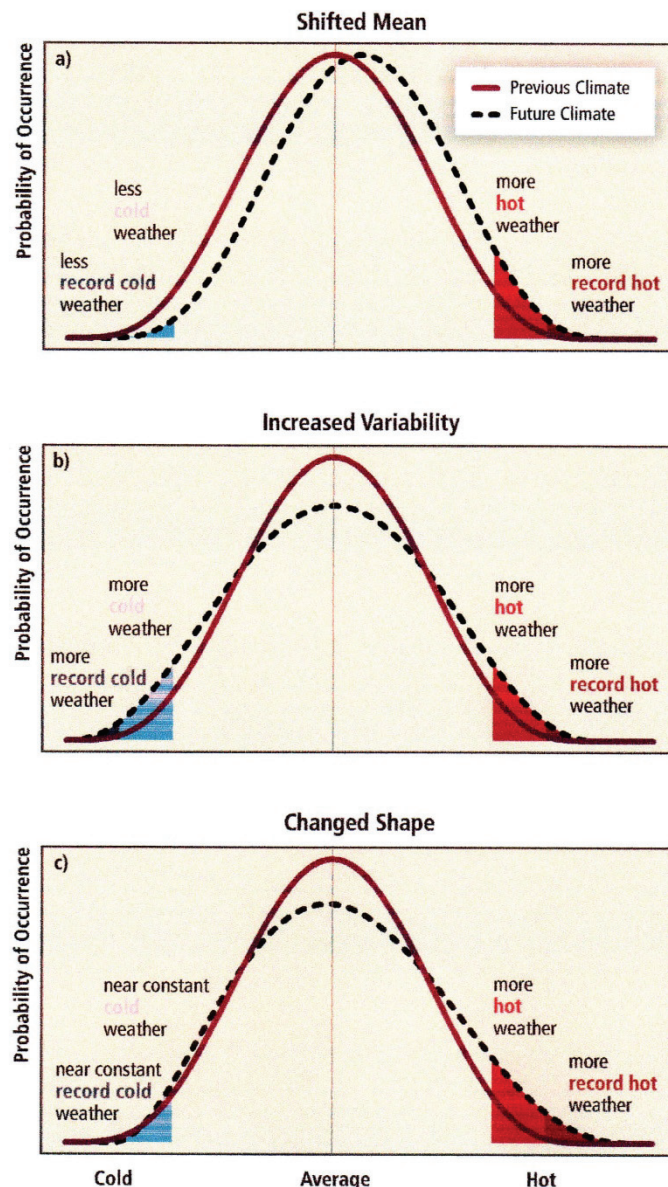 Shifted Mean
a)
Previous Climate
Future Climate
Probability of Occurrence
less
cold
weather
less
record cold
weather
more
hot
weather
more
record hot
weather
Increased Variability
b)
Probability of Occurrence
more
cold
weather
more
record cold
weather
more
hot
weather
more
record hot
weather
Changed Shape
c)
Probability of Occurrence
near constant
cold
weather
near constant
record cold
weather
more
hot
weather
more
record hot
weather
Cold
Average
Hot